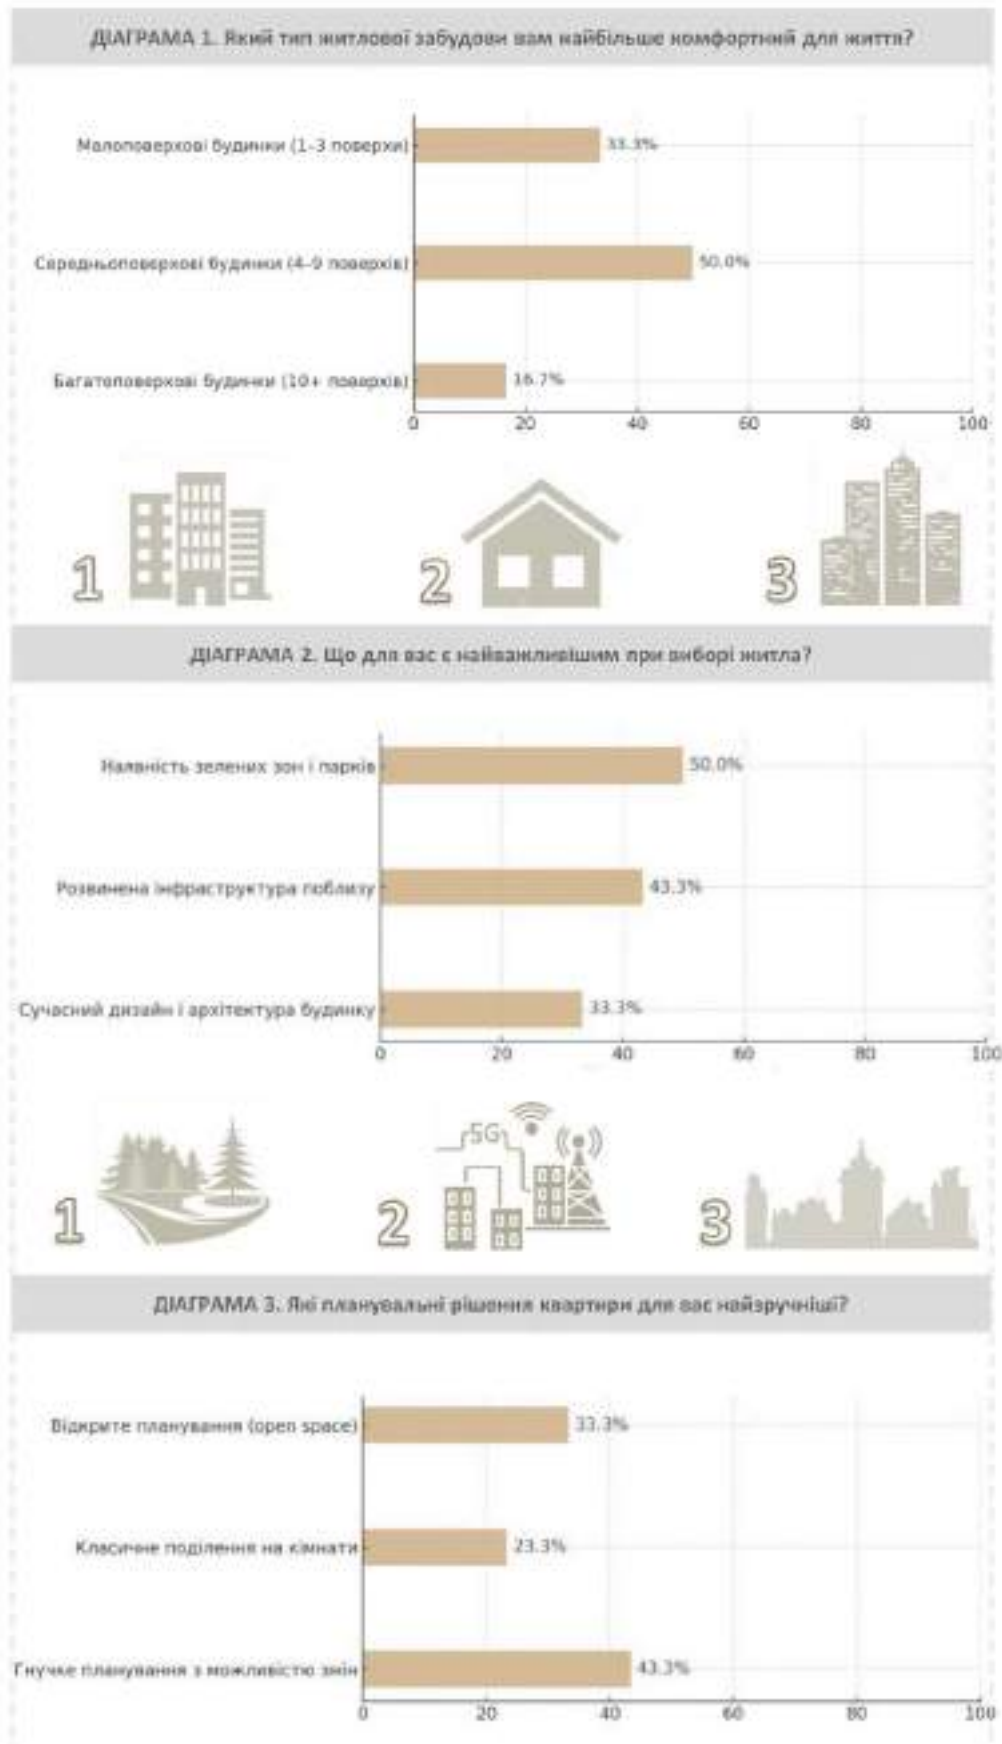 ДІАГРАМА 1. Який тип житлової забудови вам найбільше комфортний для життя?
Малоповерхові будинки (1-3 поверхи)
33.3%
Середньоповерхові будинки (4-9 поверхів)
50.0%
Багатоповерхові будинки (10+ поверхів)
16.7%
0 20 40 60 80 100
1 2 3
ДІАГРАМА 2. Що для вас є найважливішим при виборі житла?
Наявність зелених зон і парків
50.0%
Розвинена інфраструктура поблизу
43.3%
Сучасний дизайн і архітектура будинку
33.3%
0 20 40 60 80 100
5G
1 2 3
ДІАГРАМА 3. Які планувальні рішення квартири для вас найзручніші?
Відкрите планування (open space)
33.3%
Класичне поділення на кімнати
23.3%
Гнучке планування з можливістю змін
43.3%
0 20 40 60 80 100